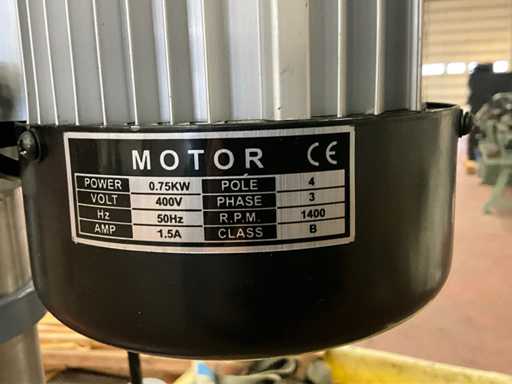 MOTOR CE
POWER 0.75KW POLE 4
VOLT 400V PHASE 3
Hz 50Hz R.P.M. 1400
AMP 1.5A CLASS B